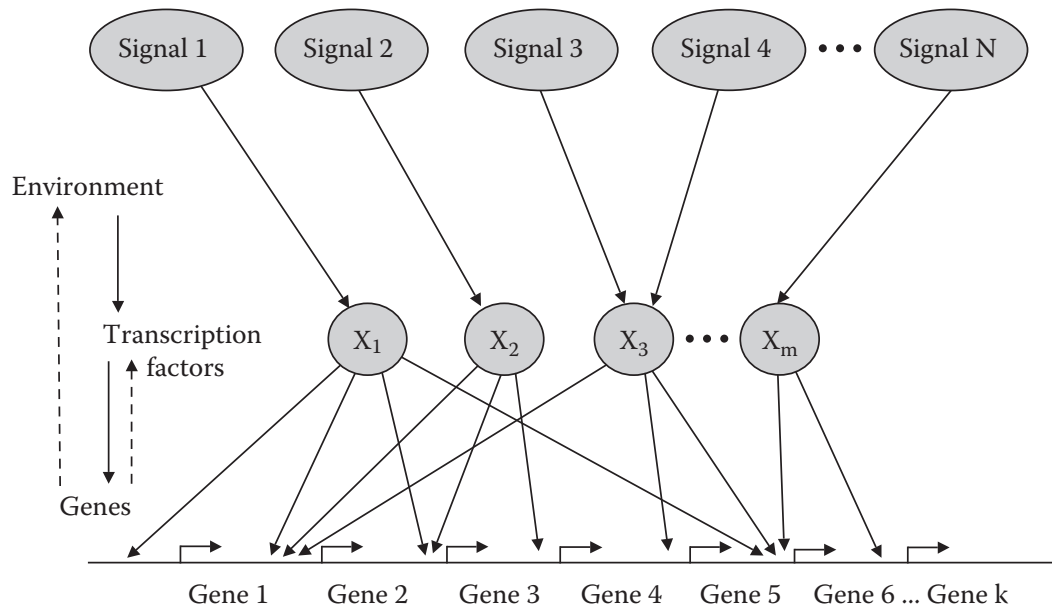 Signal 1 Signal 2 Signal 3 Signal 4 ••• Signal N
Environment
Transcription
factors
X1 X2 X3 ••• Xm
Genes
Gene 1 Gene 2 Gene 3 Gene 4 Gene 5 Gene 6 ... Gene k